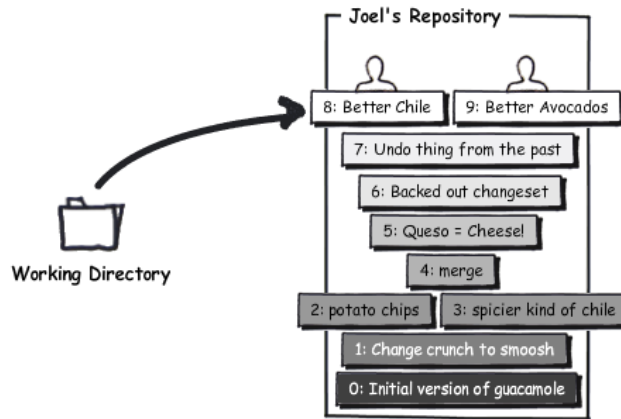 Joel's Repository
8: Better Chile
9: Better Avocados
7: Undo thing from the past
6: Backed out changeset
5: Queso = Cheese!
Working Directory
4: merge
2: potato chips
3: spicier kind of chile
1: Change crunch to smoosh
0: Initial version of guacamole